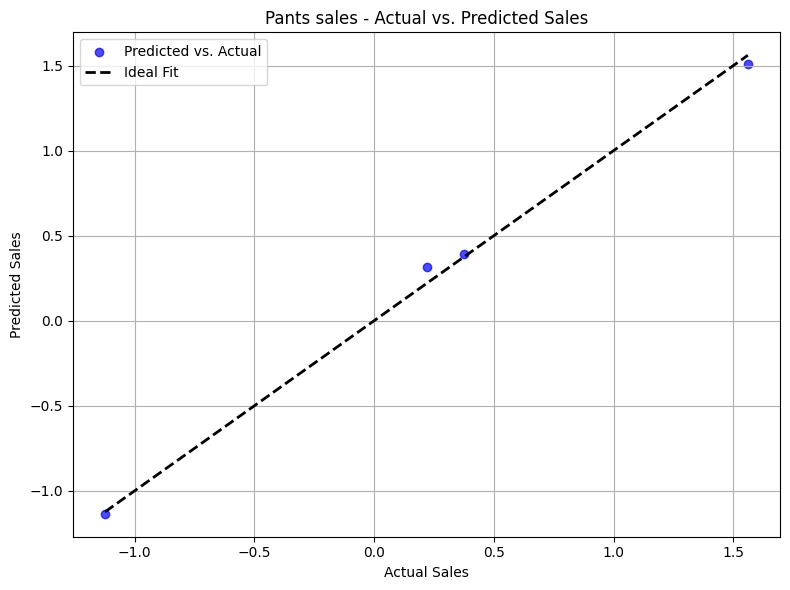 Pants sales - Actual vs. Predicted Sales
Predicted vs. Actual
Ideal Fit
1.5
1.0
0.5
0.0
−0.5
−1.0
Predicted Sales
−1.0
−0.5
0.0
0.5
1.0
1.5
Actual Sales